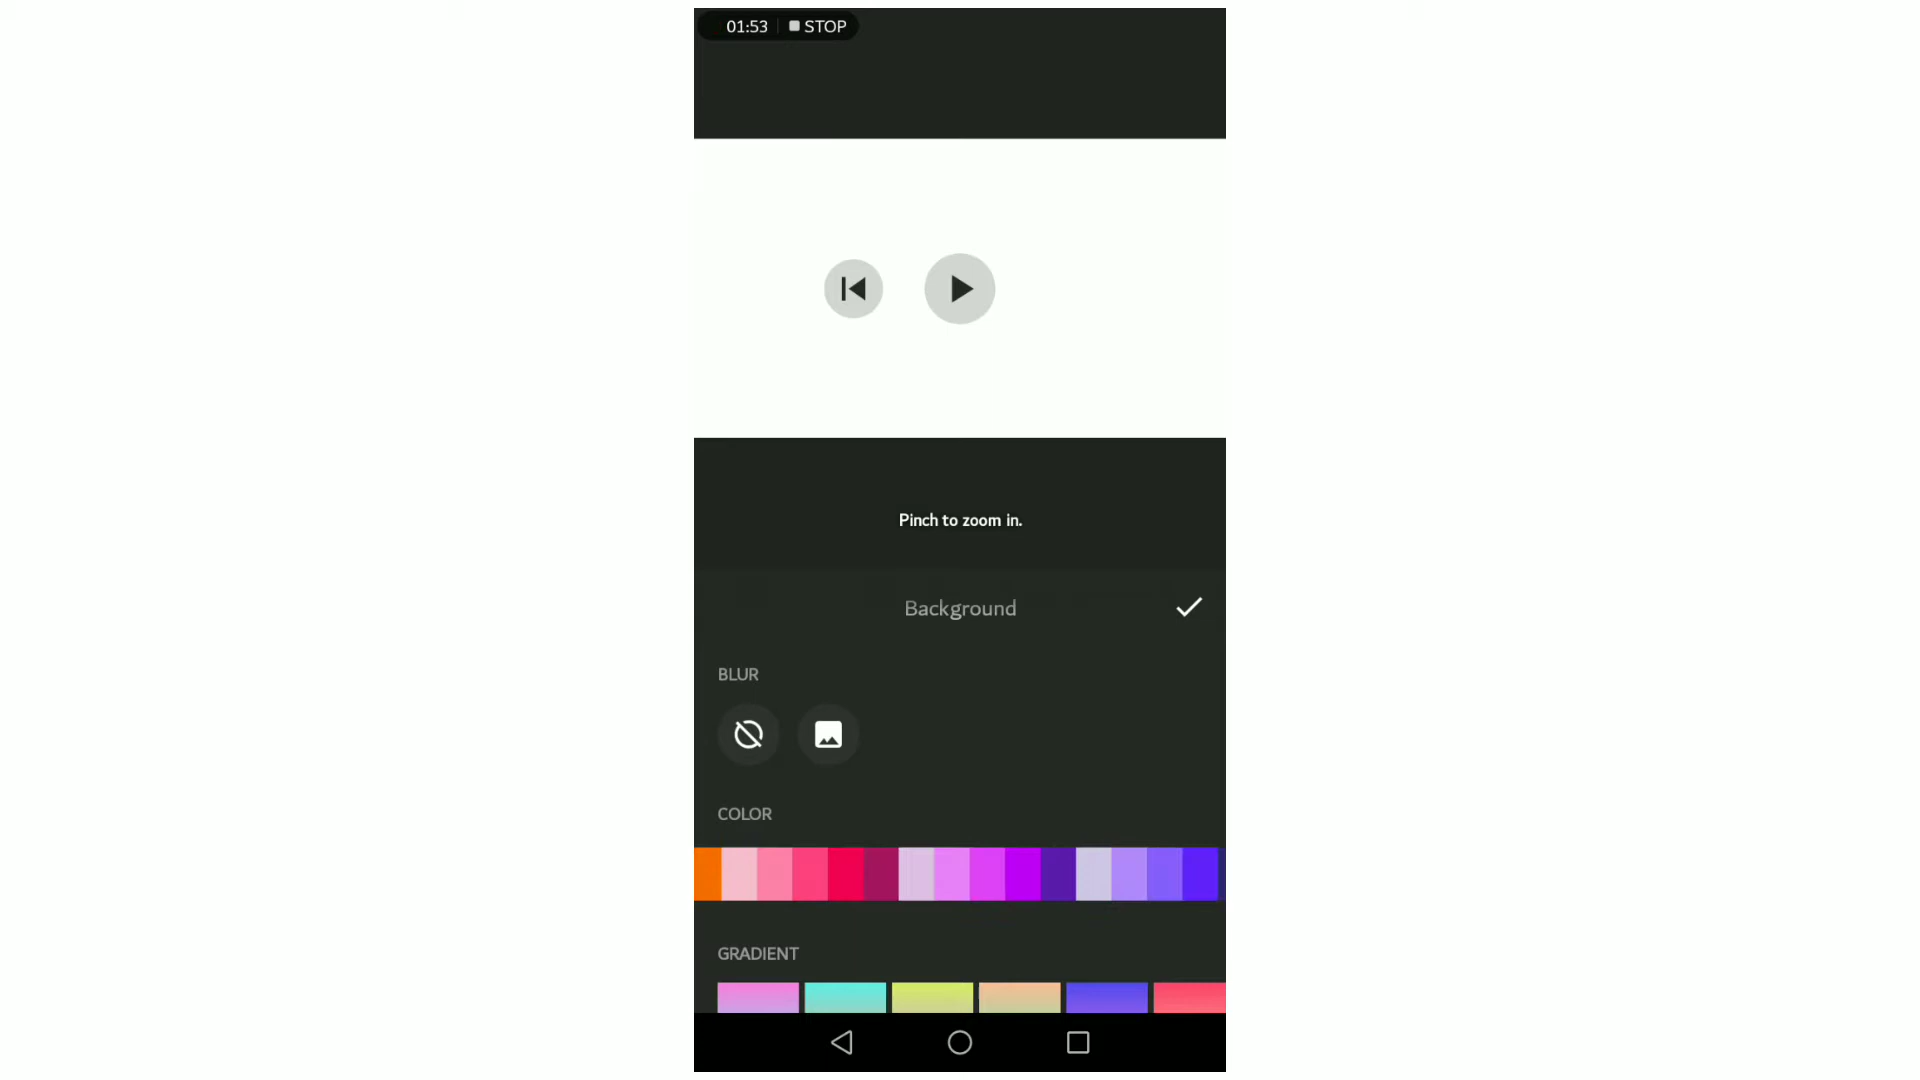 01:53 STOP
Pinch to zoom in.
Background
BLUR
COLOR
GRADIENT